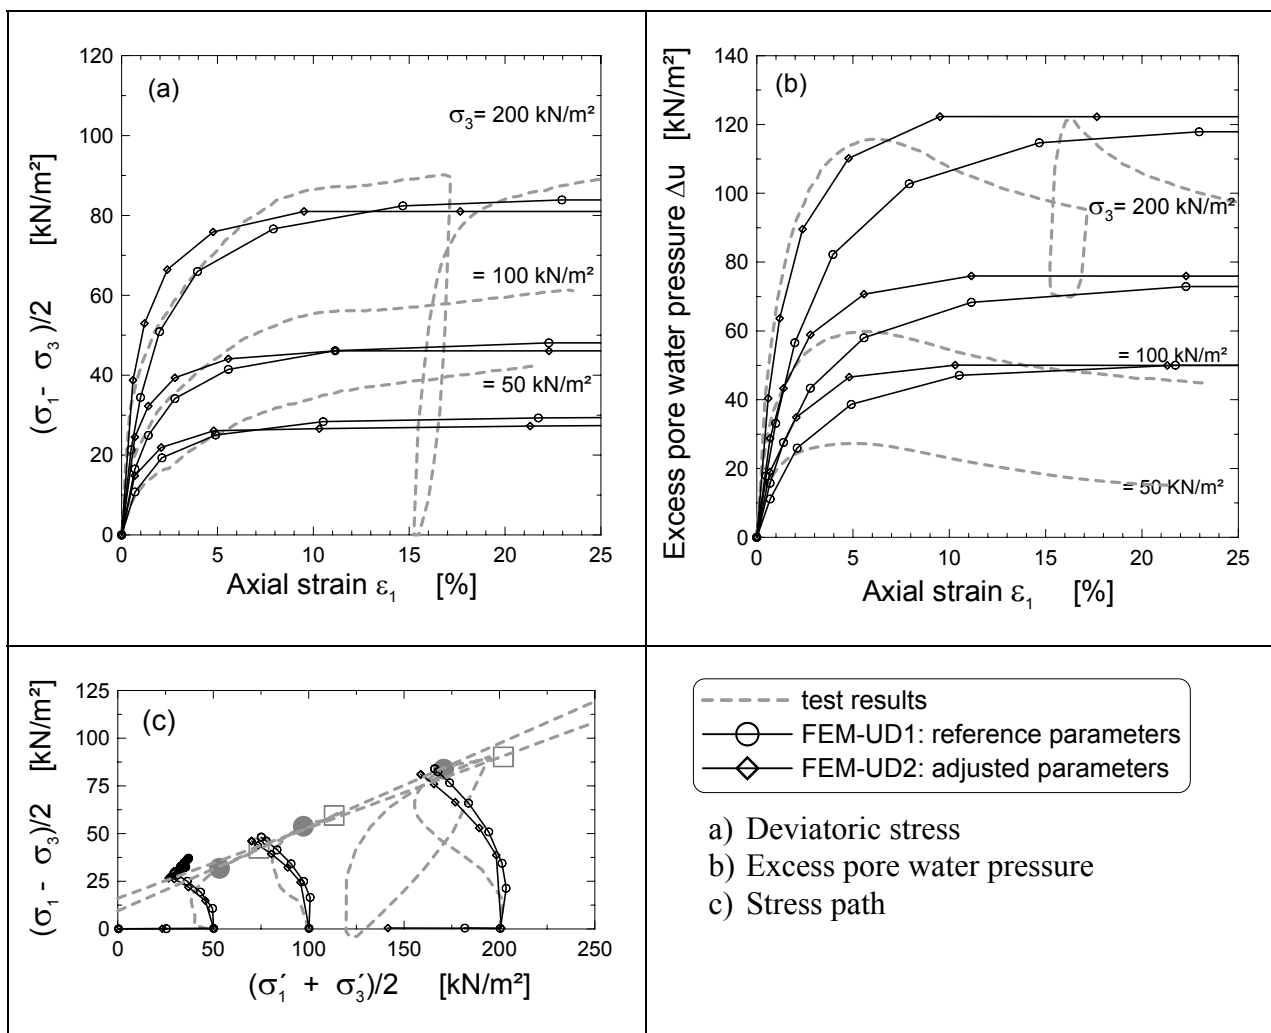 (a)
120
100
80
60
40
20
0
(σ₁- σ₃)/2 [kN/m²]
σ₃= 200 kN/m²
= 100 kN/m²
= 50 kN/m²
0 5 10 15 20 25
Axial strain ε₁ [%]
(b)
140
120
100
80
60
40
20
0
Excess pore water pressure Δu [kN/m²]
σ₃= 200 kN/m²
= 100 kN/m²
= 50 KN/m²
0 5 10 15 20 25
Axial strain ε₁ [%]
(c)
125
100
75
50
25
0
(σ₁ - σ₃)/2 [kN/m²]
0 50 100 150 200 250
(σ₁´ + σ₃´)/2 [kN/m²]
test results
FEM-UD1: reference parameters
FEM-UD2: adjusted parameters
a) Deviatoric stress
b) Excess pore water pressure
c) Stress path